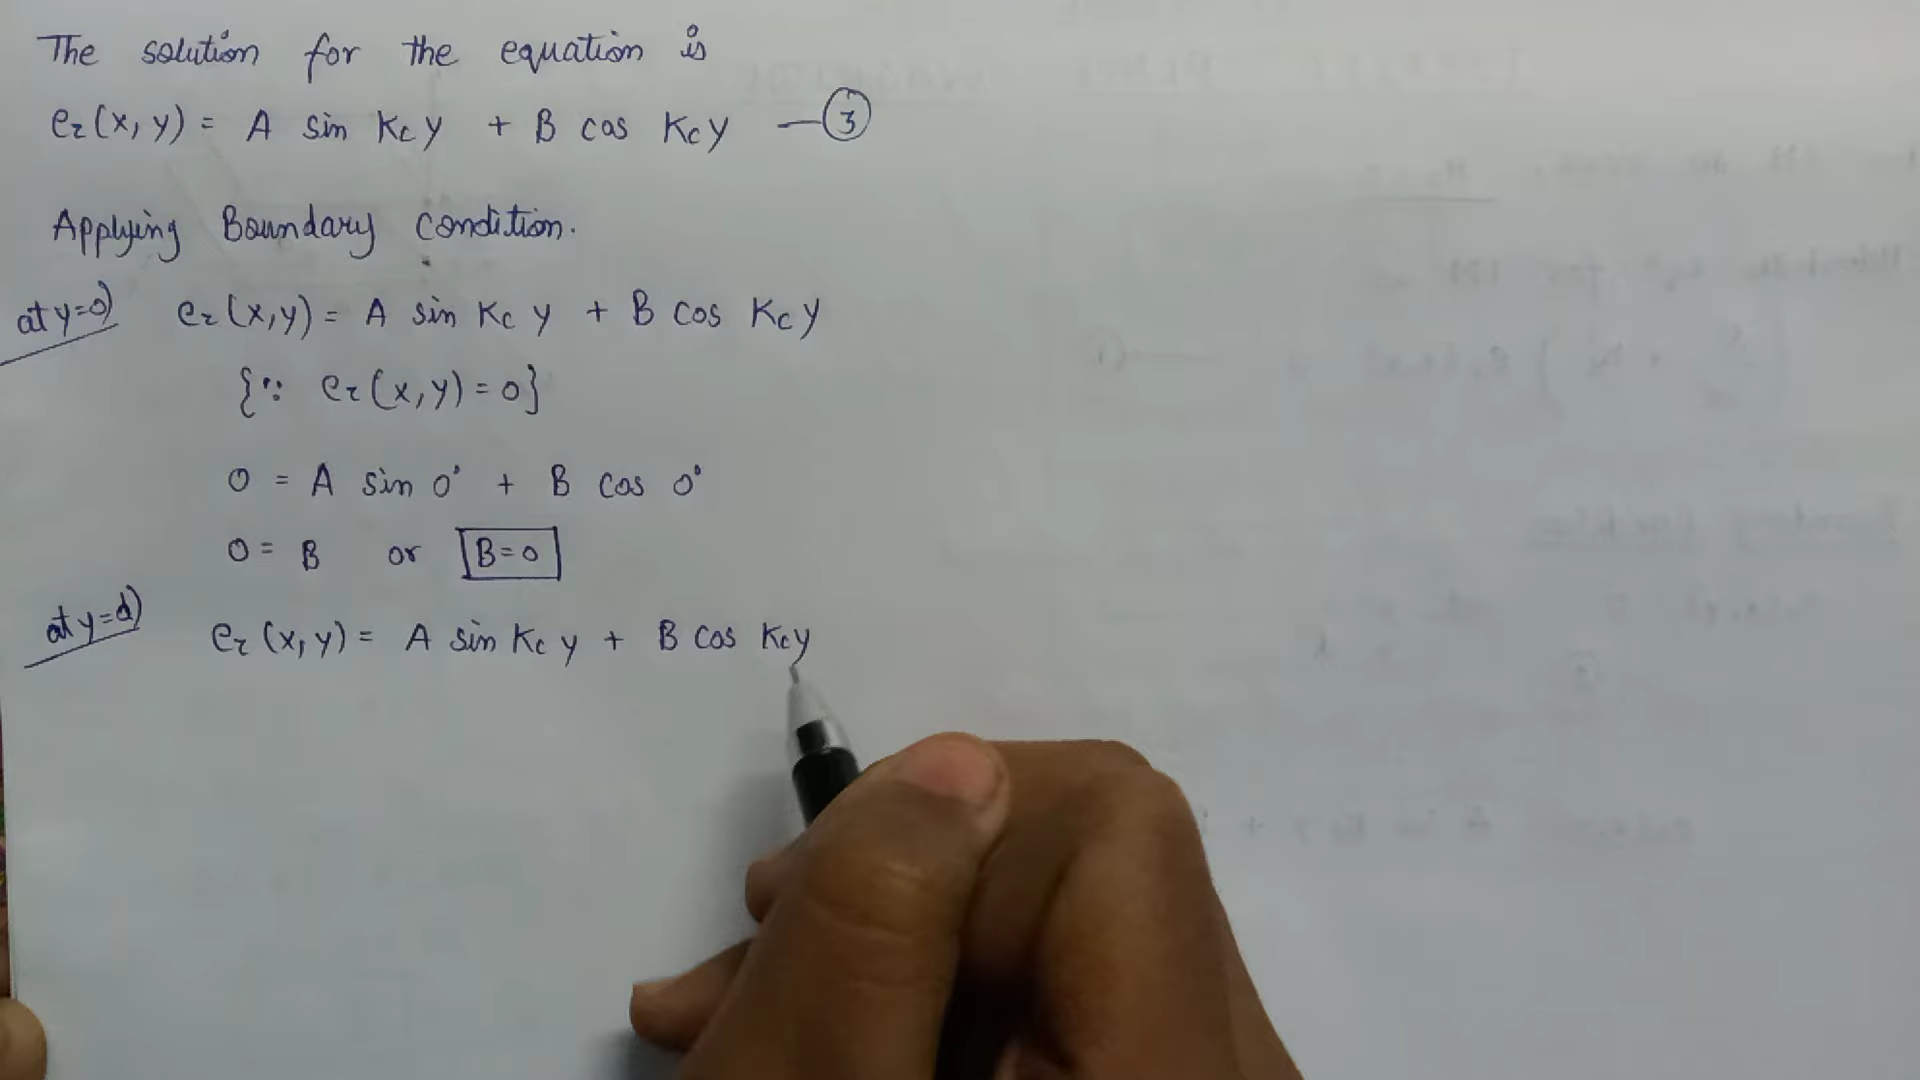 The solution for the equation is
ez(x, y) = A sin Kc y + B cos Kc y —③
Applying Boundary condition.
at y=0) ez(x,y) = A sin Kc y + B cos Kc y
{∵ ez(x,y) = 0}
0 = A sin 0° + B cos 0°
0 = B or B=0
at y=d) ez(x,y) = A sin Kc y + B cos Kc y